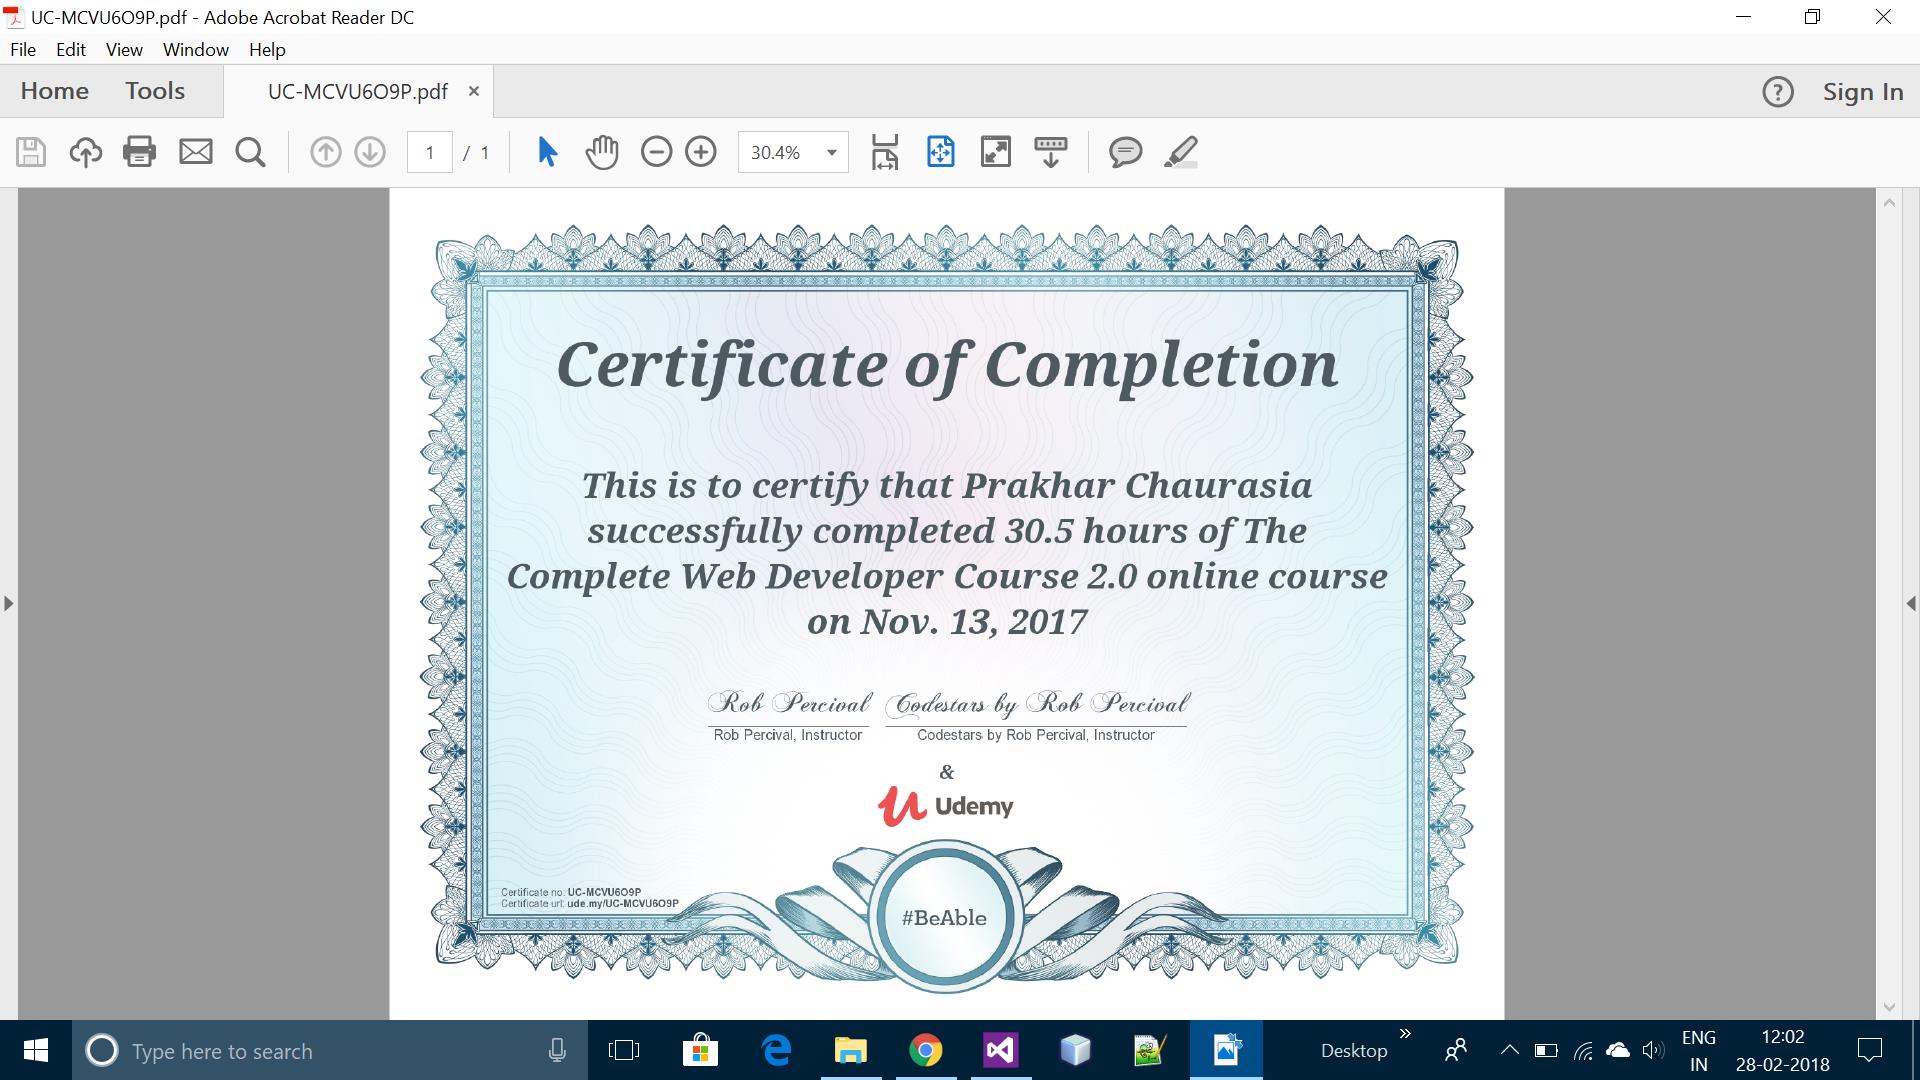 UC-MCVU6O9P.pdf - Adobe Acrobat Reader DC
File Edit View Window Help
Home Tools UC-MCVU6O9P.pdf × ? Sign In
1 / 1 30.4%
Certificate of Completion
This is to certify that Prakhar Chaurasia
successfully completed 30.5 hours of The
Complete Web Developer Course 2.0 online course
on Nov. 13, 2017
Rob Percival Codestars by Rob Percival
Rob Percival, Instructor Codestars by Rob Percival, Instructor
&
Udemy
Certificate no: UC-MCVU6O9P
Certificate url: ude.my/UC-MCVU6O9P
#BeAble
Type here to search
Desktop
ENG
IN
12:02
28-02-2018